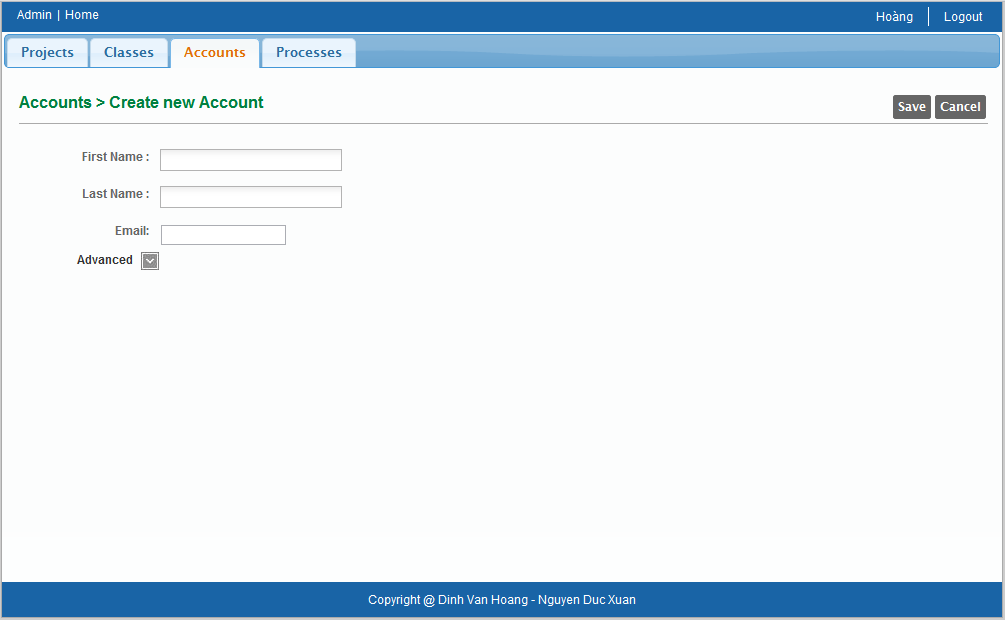 Admin | Home
Hoàng
Logout
Projects
Classes
Accounts
Processes
Accounts > Create new Account
Save
Cancel
First Name :
Last Name :
Email:
Advanced
Copyright @ Dinh Van Hoang - Nguyen Duc Xuan